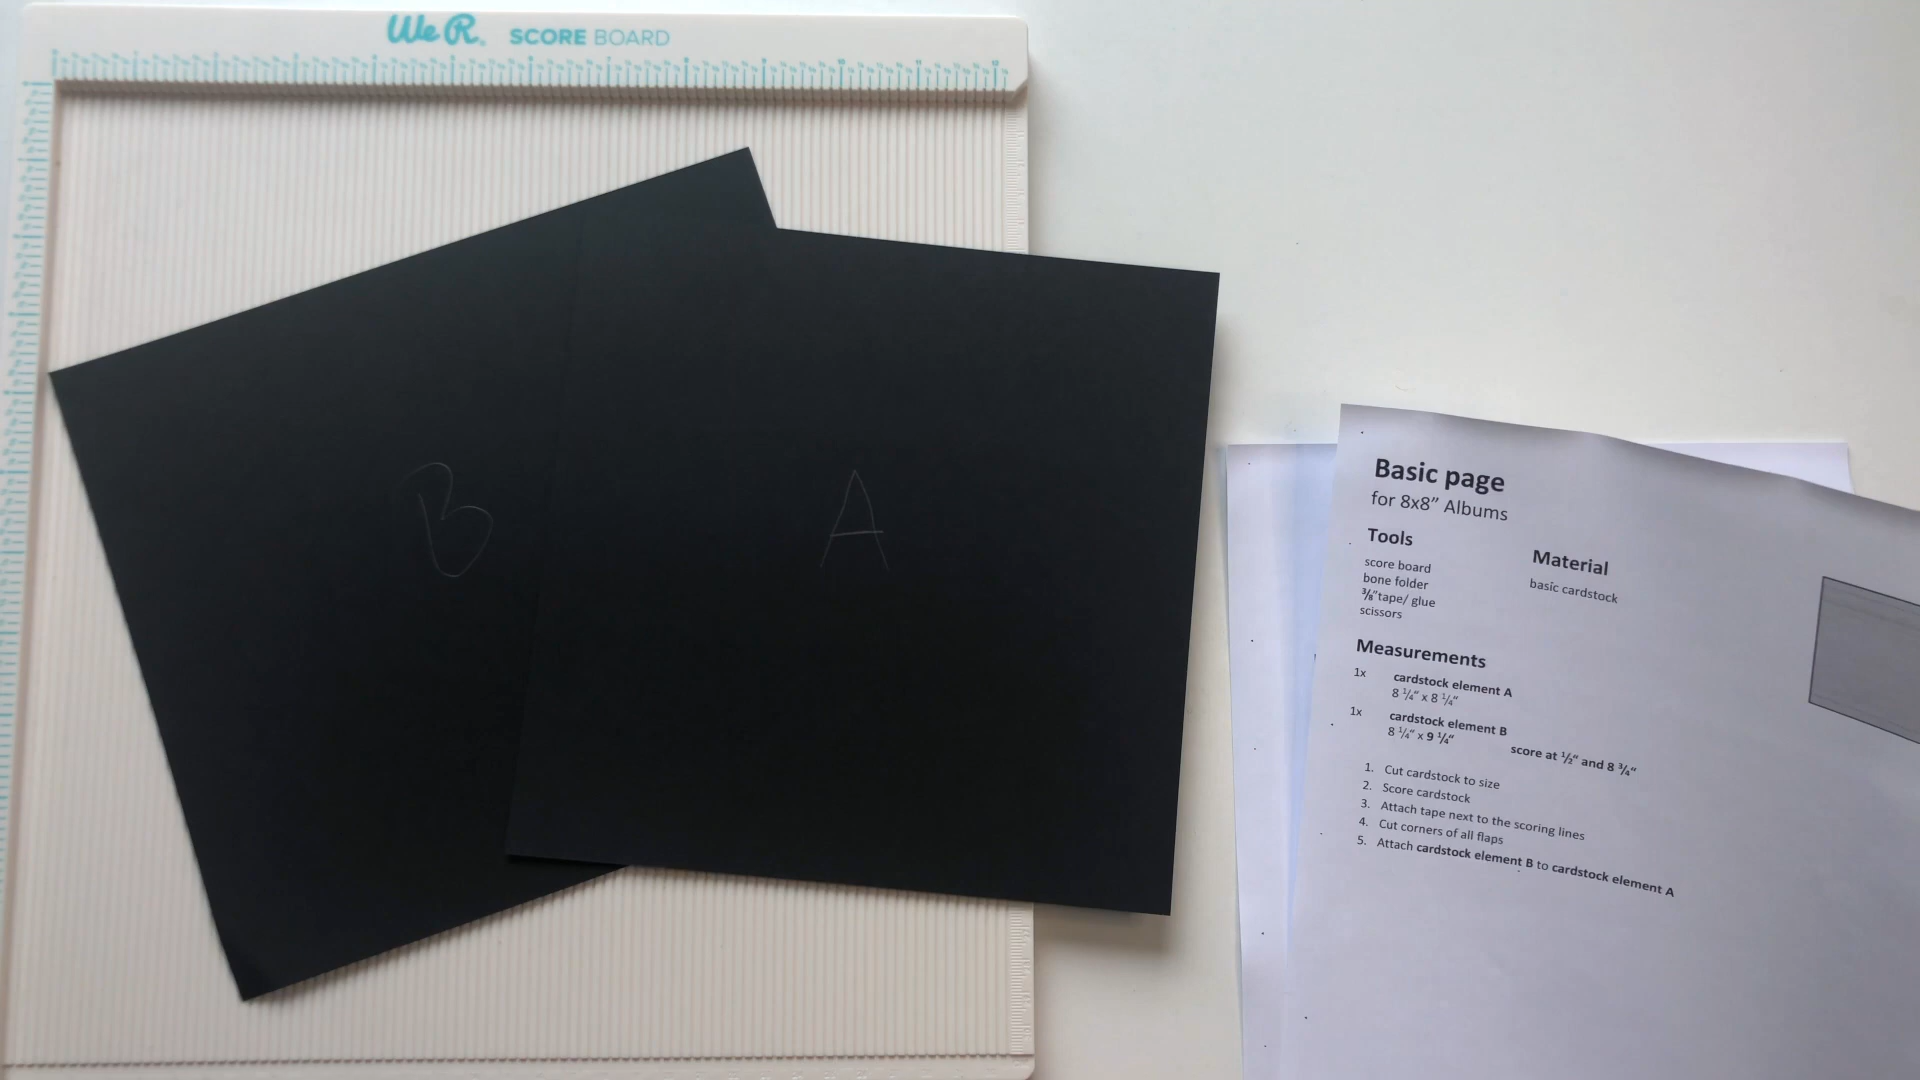 We R. SCORE BOARD
B
A
Basic page
for 8x8” Albums
Tools
score board
bone folder
⅜”tape/ glue
scissors
Material
basic cardstock
Measurements
1x cardstock element A
8 ¼“ x 8 ¼“
1x cardstock element B
8 ¼“ x 9 ¼“ score at ½“ and 8 ¾“
1. Cut cardstock to size
2. Score cardstock
3. Attach tape next to the scoring lines
4. Cut corners of all flaps
5. Attach cardstock element B to cardstock element A